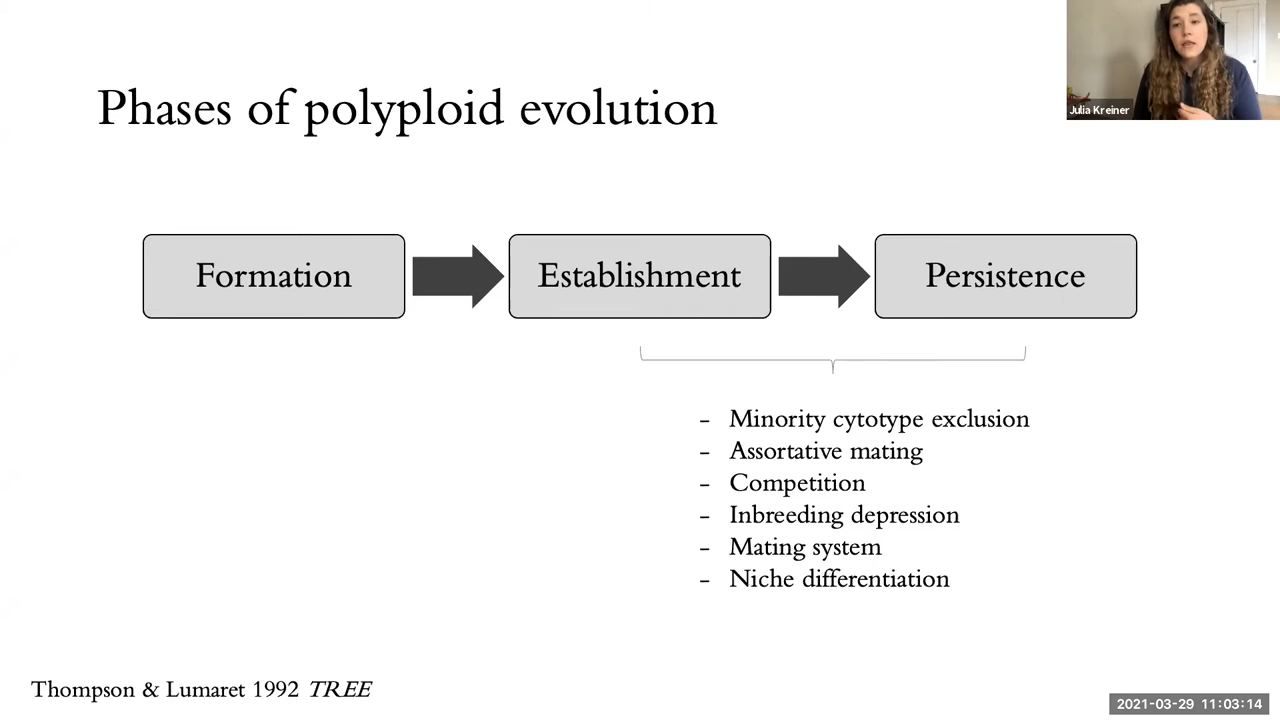 Phases of polyploid evolution
Julia Kreiner
Formation
Establishment
Persistence
- Minority cytotype exclusion
- Assortative mating
- Competition
- Inbreeding depression
- Mating system
- Niche differentiation
Thompson & Lumaret 1992 TREE
2021-03-29 11:03:14